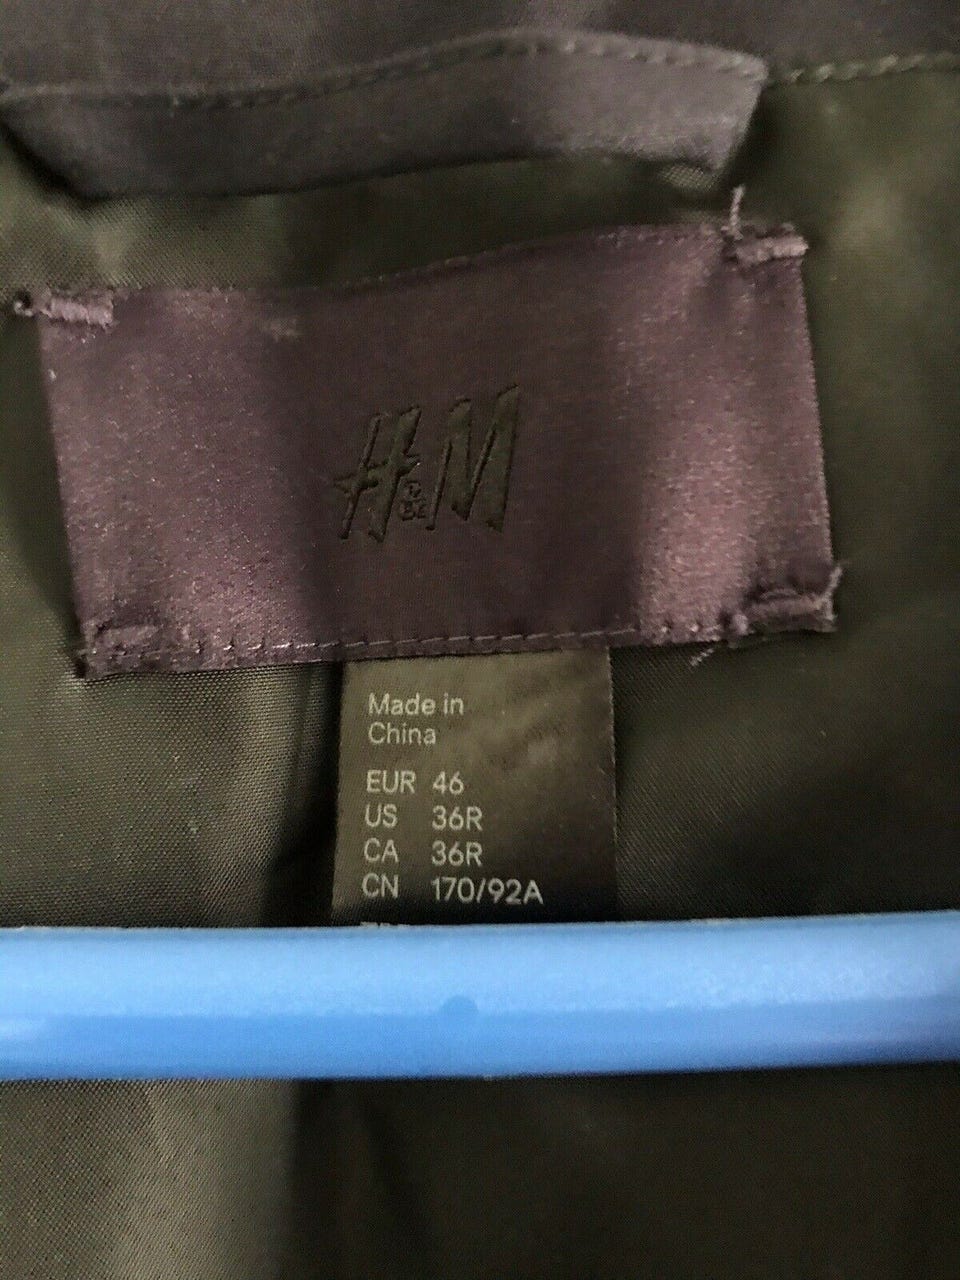 H&M
Made in
China
EUR 46
US 36R
CA 36R
CN 170/92A